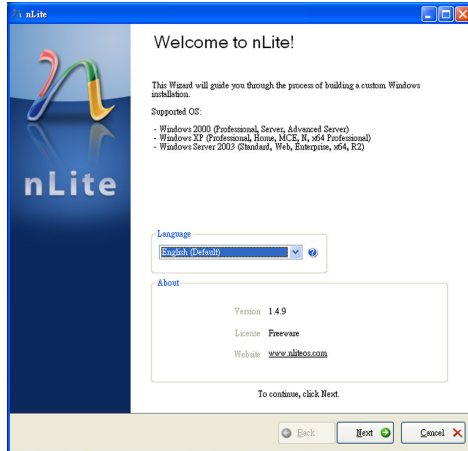 nLite
Welcome to nLite!
This Wizard will guide you through the process of building a custom Windows
installation.
Supported OS:
- Windows 2000 (Professional, Server, Advanced Server)
- Windows XP (Professional, Home, MCE, N, x64 Professional)
- Windows Server 2003 (Standard, Web, Enterprise, x64, R2)
nLite
Language
English (Default)
About
Version 1.4.9
License Freeware
Website www.nliteos.com
To continue, click Next.
Back Next Cancel